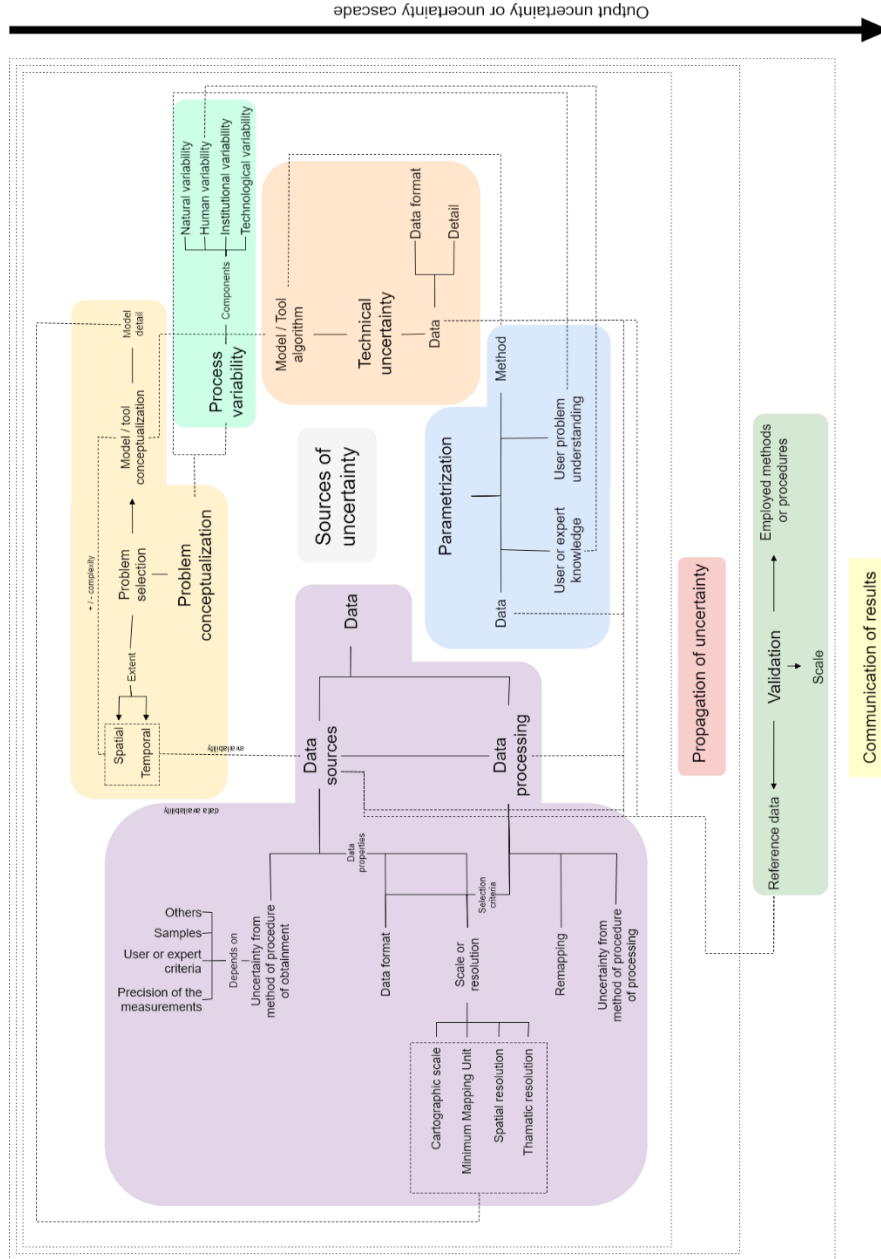 Output uncertainty or uncertainty cascade
Natural variability
Human variability
Institutional variability
Technological variability
Components
Process
variability
Model
detail
Model / tool
conceptualization
+ / - complexity
Problem
selection
Problem
conceptualization
Extent
Spatial
Temporal
availability
data availability
Model / Tool
algorithm
Technical
uncertainty
Data
Data format
Detail
Sources of
uncertainty
Parametrization
Method
User problem
understanding
User or expert
knowledge
Data
Data
Data
sources
Data
processing
Data
properties
Selection
criteria
Others
Samples
User or expert
criteria
Precision of the
measurements
Depends on
Uncertainty from
method of procedure
of obtainment
Data format
Scale or
resolution
Remapping
Uncertainty from
method of procedure
of processing
Cartographic scale
Minimum Mapping Unit
Spatial resolution
Thamatic resolution
Propagation of uncertainty
Reference data
Validation
Employed methods
or procedures
Scale
Communication of results